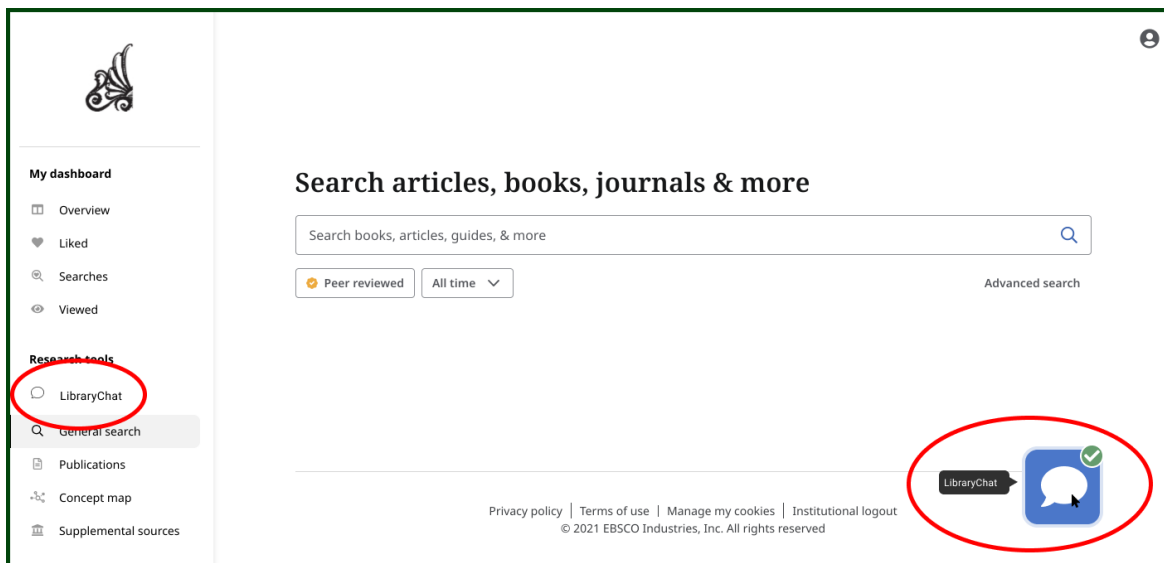 My dashboard
Overview
Liked
Searches
Viewed
Research tools
LibraryChat
General search
Publications
Concept map
Supplemental sources
Search articles, books, journals & more
Search books, articles, guides, & more
Peer reviewed
All time
Advanced search
LibraryChat
Privacy policy | Terms of use | Manage my cookies | Institutional logout
© 2021 EBSCO Industries, Inc. All rights reserved